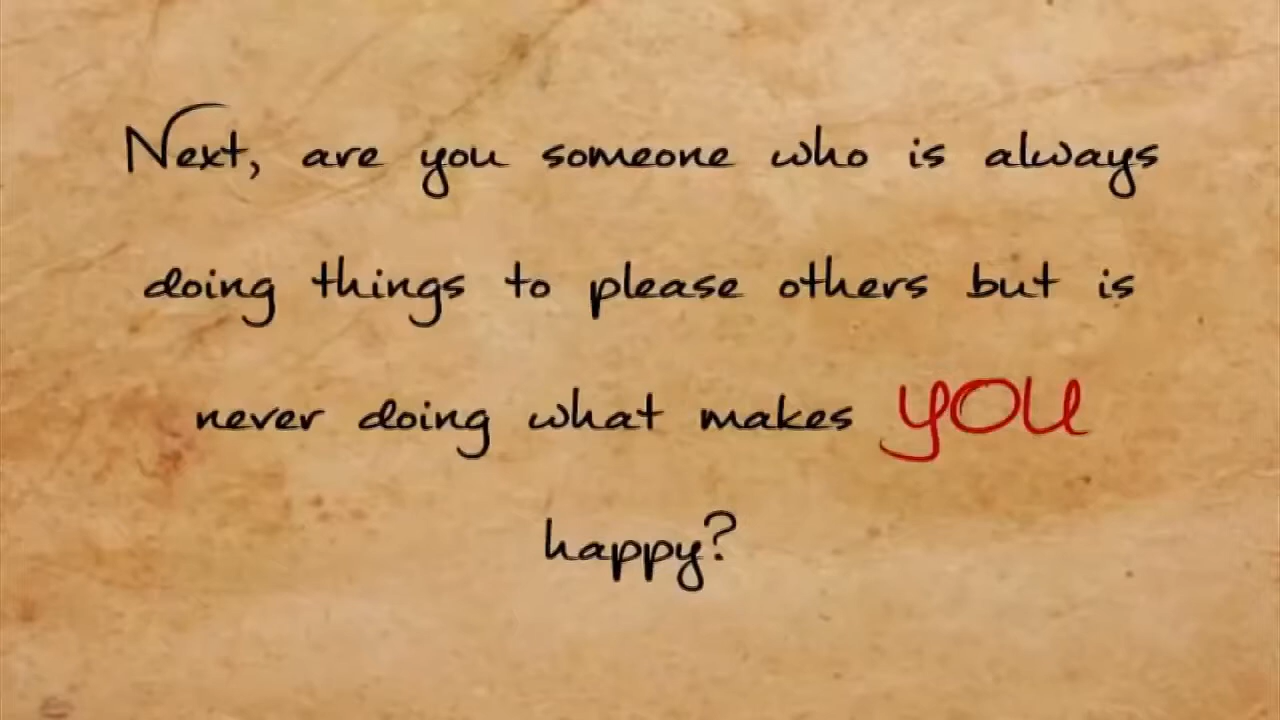 Next, are you someone who is always
doing things to please others but is
never doing what makes YOU
happy?